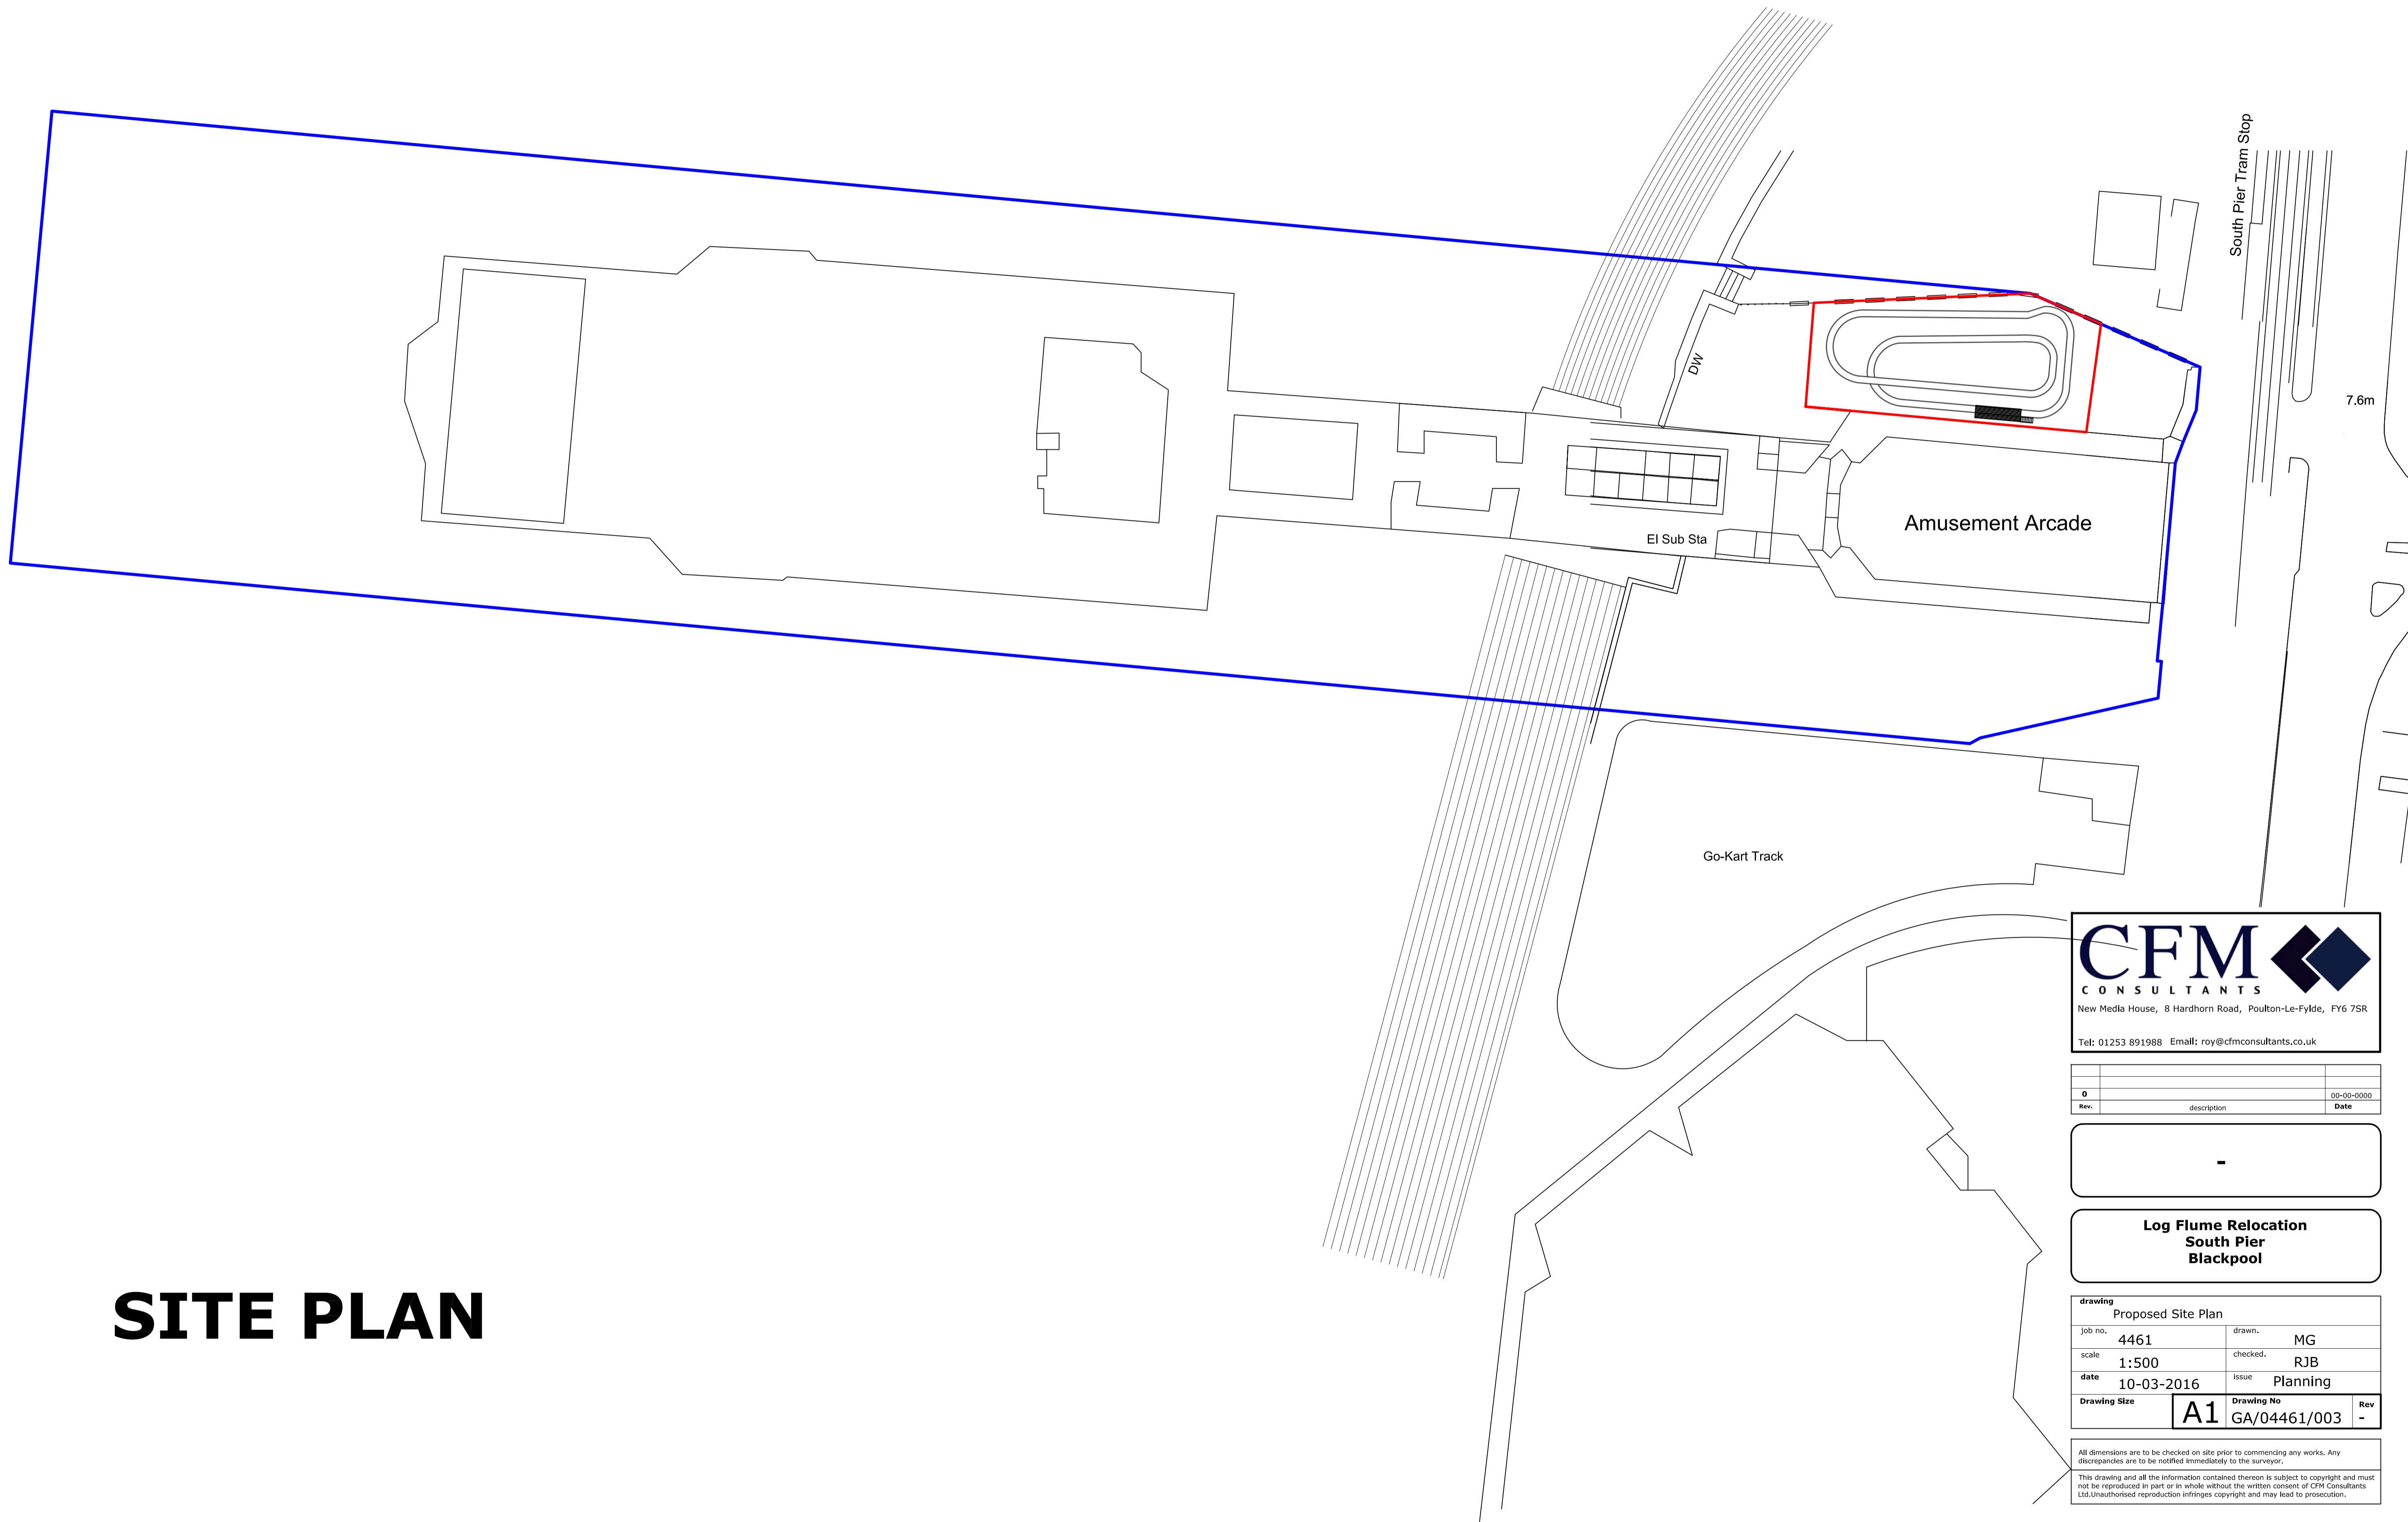 South Pier Tram Stop
DW
7.6m
El Sub Sta
Amusement Arcade
Go-Kart Track
SITE PLAN
CFM
CONSULTANTS
New Media House, 8 Hardhorn Road, Poulton-Le-Fylde, FY6 7SR
Tel: 01253 891988 Email: roy@cfmconsultants.co.uk
0 00-00-0000
Rev. description Date
-
Log Flume Relocation
South Pier
Blackpool
drawing
Proposed Site Plan
job no. 4461 drawn. MG
scale 1:500 checked. RJB
date 10-03-2016 issue Planning
Drawing Size A1 Drawing No GA/04461/003 Rev -
All dimensions are to be checked on site prior to commencing any works. Any
discrepancies are to be notified immediately to the surveyor.
This drawing and all the information contained thereon is subject to copyright and must
not be reproduced in part or in whole without the written consent of CFM Consultants
Ltd.Unauthorised reproduction infringes copyright and may lead to prosecution.